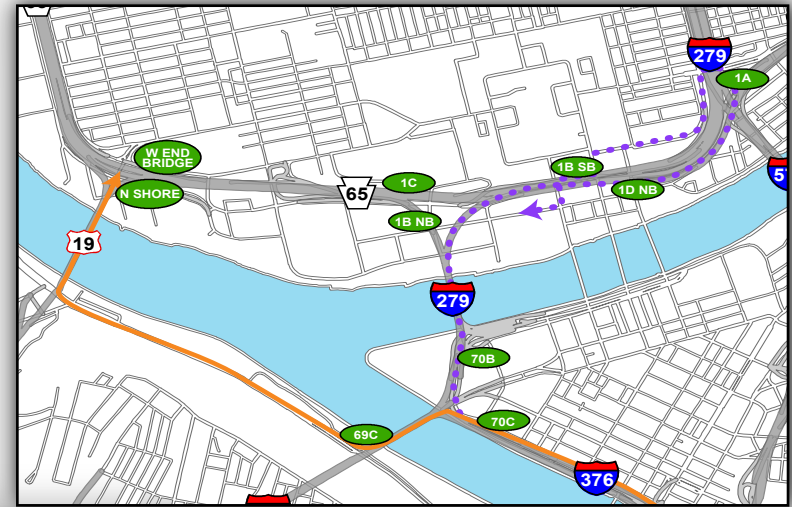 279
1A
W END
BRIDGE
N SHORE
1B SB
1C
65
1D NB
1B NB
19
279
70B
69C
70C
376